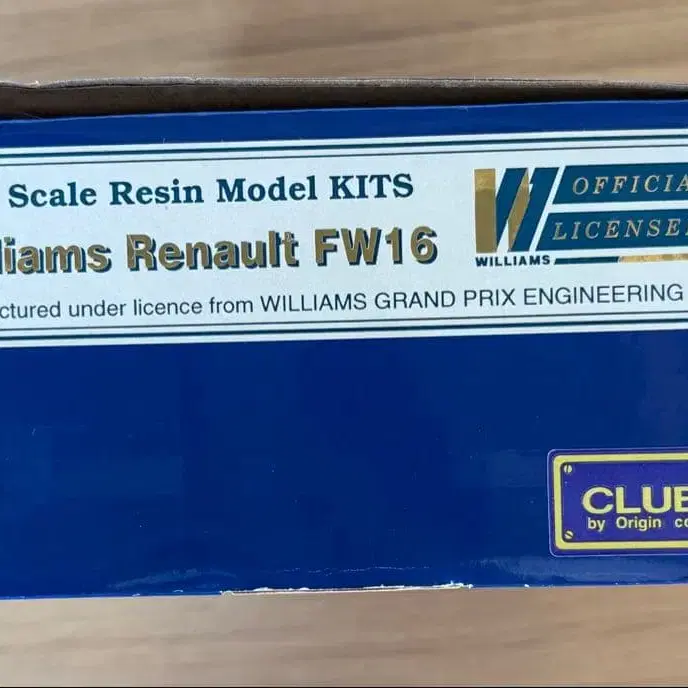 Scale Resin Model KITS
liams Renault FW16
ctured under licence from WILLIAMS GRAND PRIX ENGINEERING
W
WILLIAMS
OFFICIA
LICENSE
CLUB
by Origin co